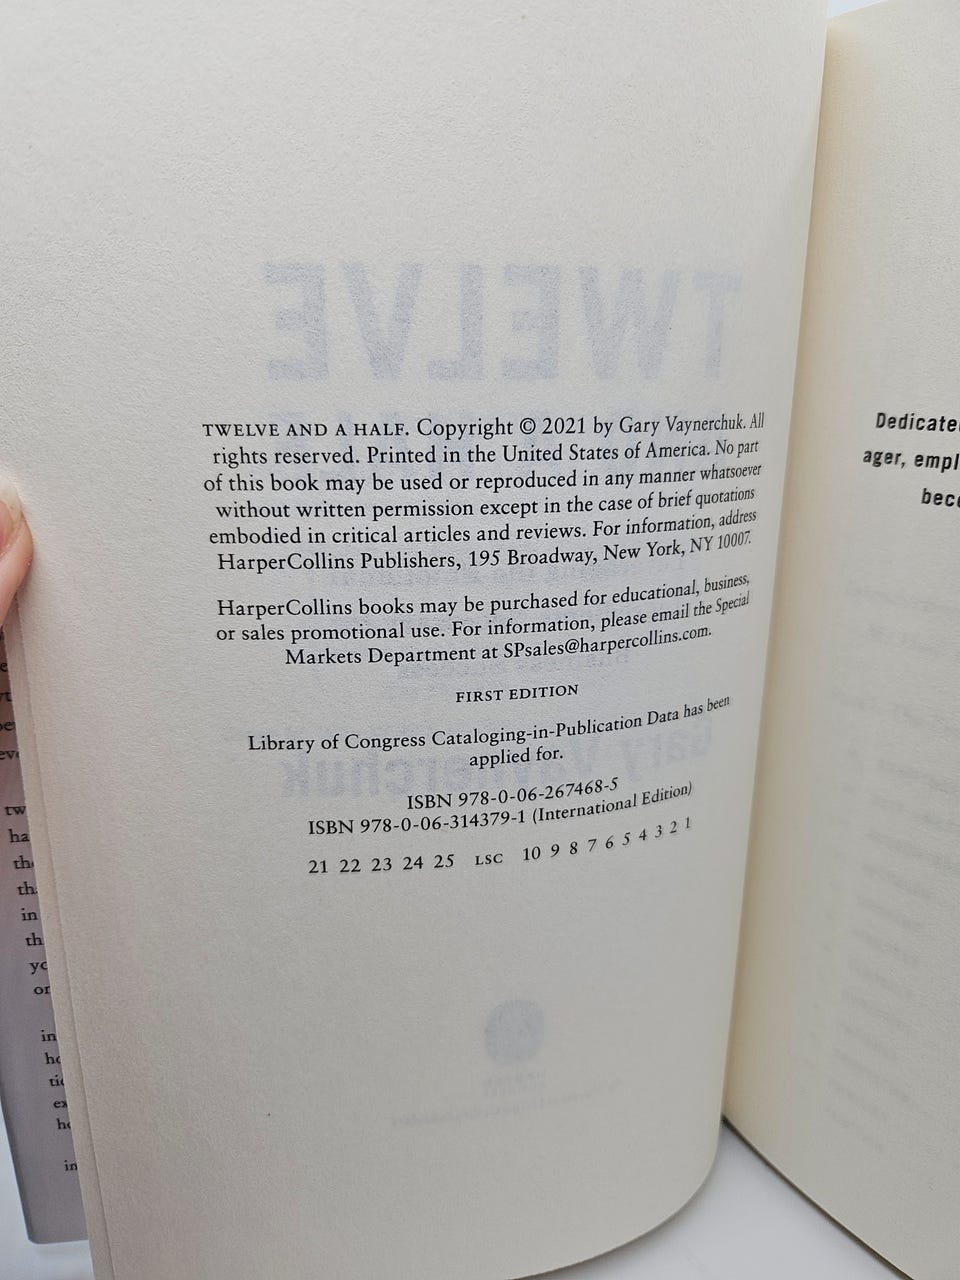 TWELVE AND A HALF. Copyright © 2021 by Gary Vaynerchuk. All
rights reserved. Printed in the United States of America. No part
of this book may be used or reproduced in any manner whatsoever
without written permission except in the case of brief quotations
embodied in critical articles and reviews. For information, address
HarperCollins Publishers, 195 Broadway, New York, NY 10007.
HarperCollins books may be purchased for educational, business,
or sales promotional use. For information, please email the Special
Markets Department at SPsales@harpercollins.com.
FIRST EDITION
Library of Congress Cataloging-in-Publication Data has been
applied for.
ISBN 978-0-06-267468-5
ISBN 978-0-06-314379-1 (International Edition)
21 22 23 24 25 LSC 10 9 8 7 6 5 4 3 2 1
TWELVE
Gary Vaynerchuk
Dedicate
ager, empl
bec